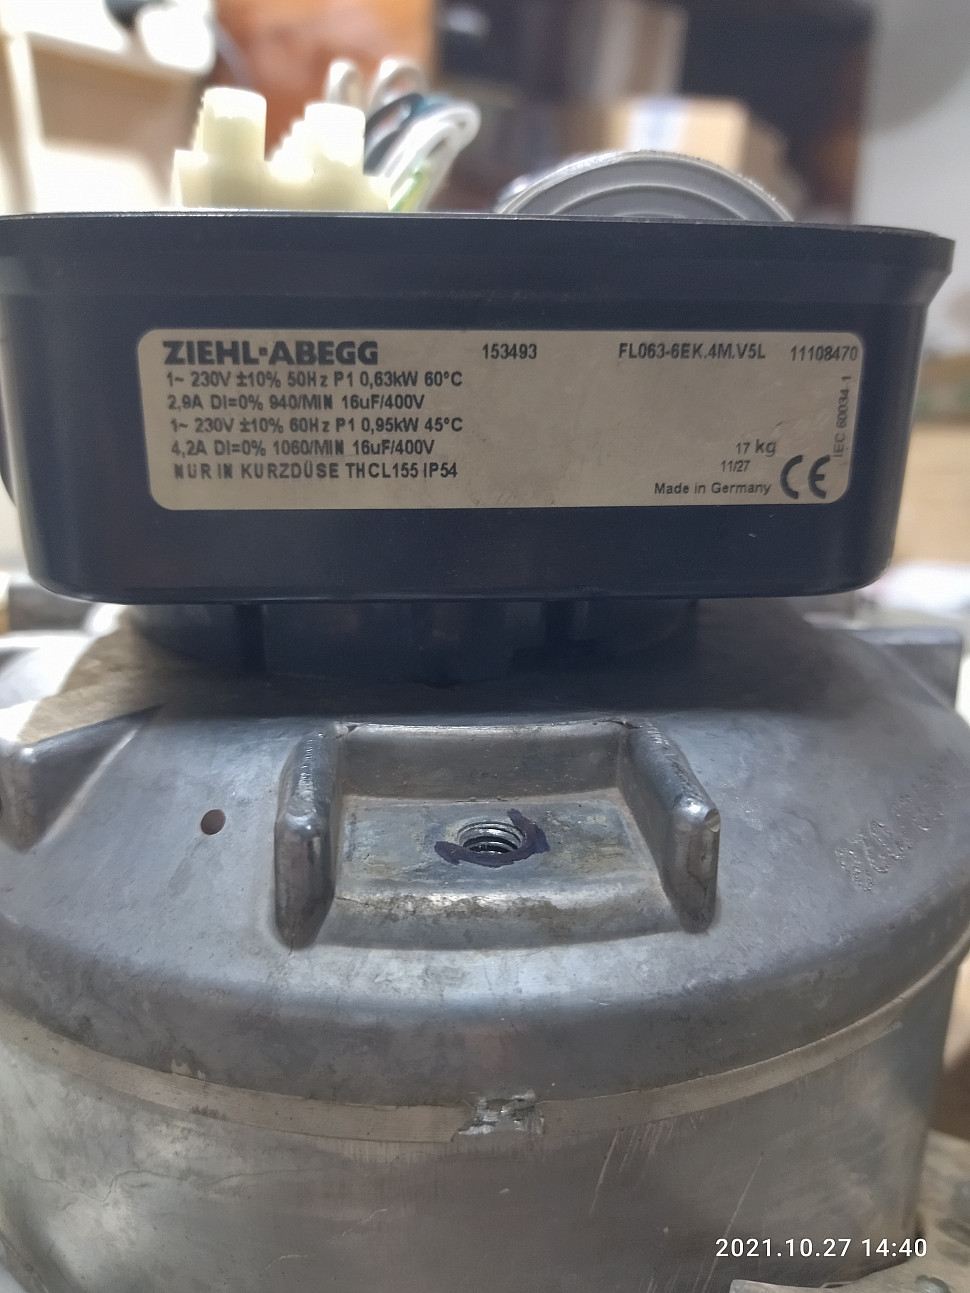 ZIEHL-ABEGG 153493 FL063-6EK.4M.V5L 11108470
1~ 230V ±10% 50Hz P1 0,63kW 60°C
2,9A DI=0% 940/MIN 16uF/400V
1~ 230V ±10% 60Hz P1 0,95kW 45°C
4,2A DI=0% 1060/MIN 16uF/400V
NUR IN KURZDÜSE THCL155 IP54
17 kg
11/27
Made in Germany CE
IEC 60034-1
2021.10.27 14:40